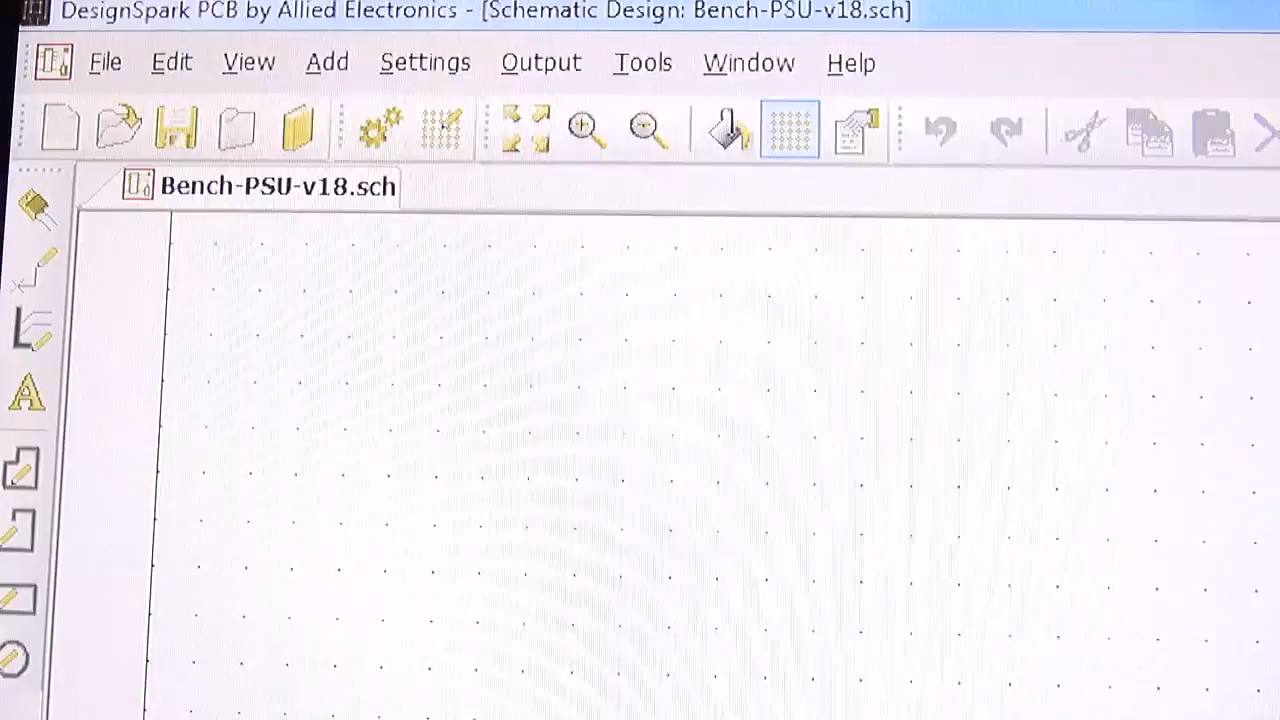 DesignSpark PCB by Allied Electronics - [Schematic Design: Bench-PSU-v18.sch]
File Edit View Add Settings Output Tools Window Help
Bench-PSU-v18.sch
A